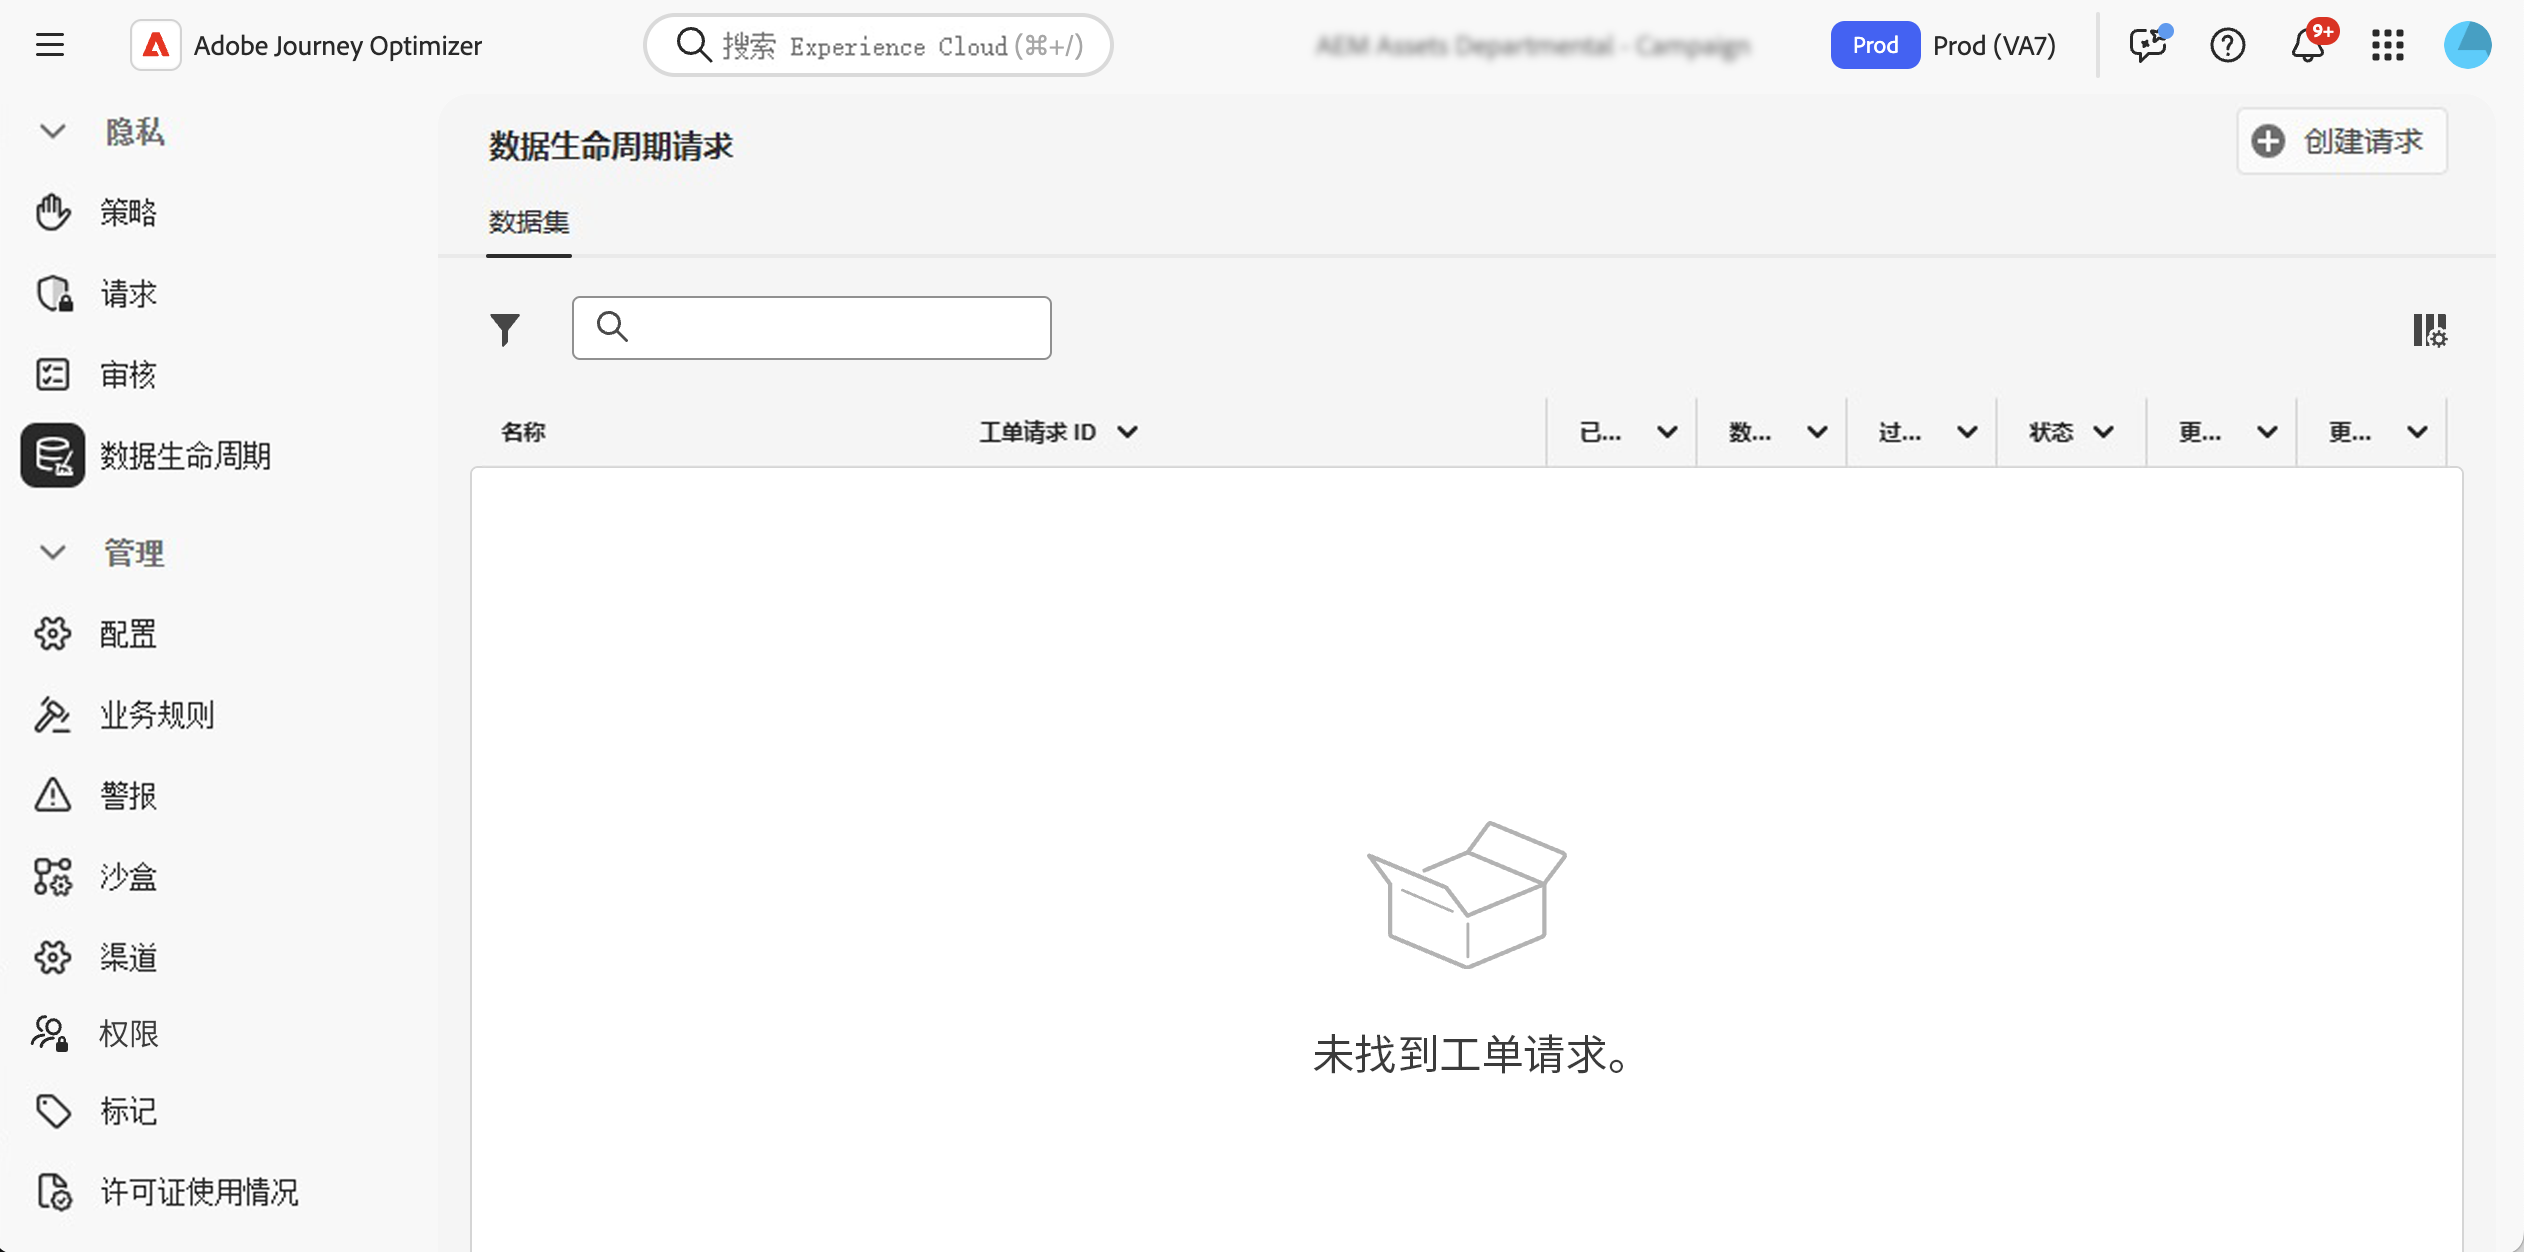 Adobe Journey Optimizer
搜索 Experience Cloud(⌘+/)
AEM Assets Departmental - Campaign
Prod
Prod (VA7)
9+
隐私
策略
请求
审核
数据生命周期
管理
配置
业务规则
警报
沙盒
渠道
权限
标记
许可证使用情况
数据生命周期请求
创建请求
数据集
名称
工单请求 ID
已...
数...
过...
状态
更...
更...
未找到工单请求。